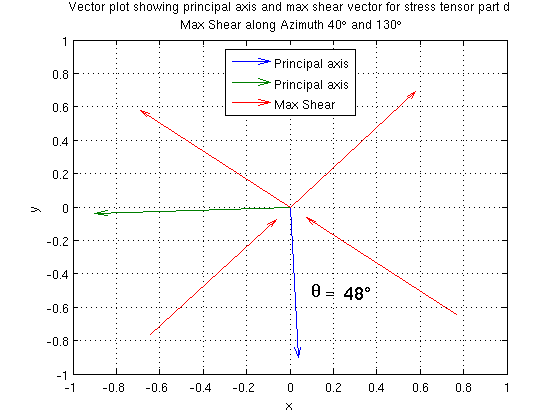 Vector plot showing principal axis and max shear vector for stress tensor part d
Max Shear along Azimuth 40° and 130°
Principal axis
Principal axis
Max Shear
1
0.8
0.6
0.4
0.2
0
-0.2
-0.4
-0.6
-0.8
-1
y
θ = 48°
-1 -0.8 -0.6 -0.4 -0.2 0 0.2 0.4 0.6 0.8 1
x